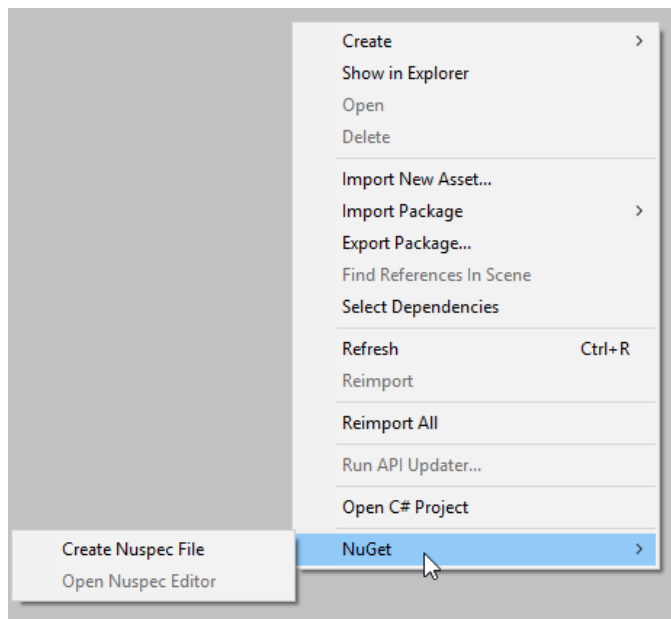 Create
Show in Explorer
Open
Delete
Import New Asset...
Import Package
Export Package...
Find References In Scene
Select Dependencies
Refresh Ctrl+R
Reimport
Reimport All
Run API Updater...
Open C# Project
NuGet
Create Nuspec File
Open Nuspec Editor